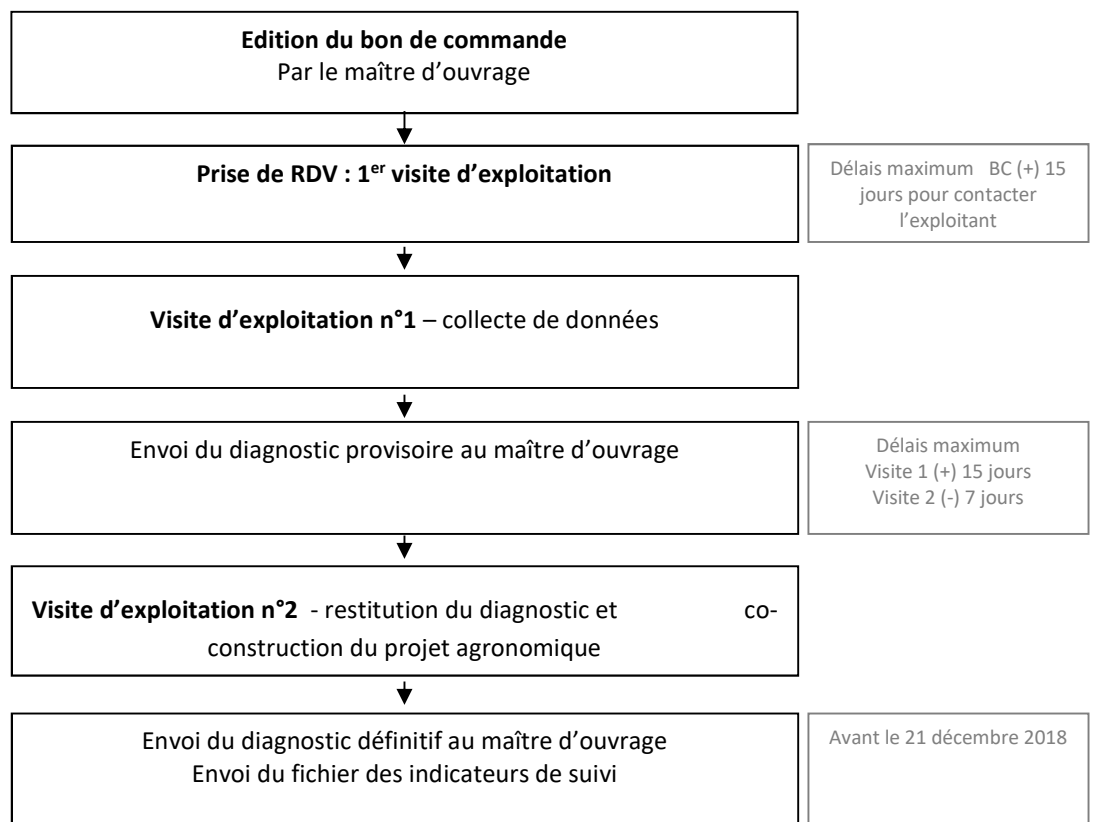 Edition du bon de commande
Par le maître d'ouvrage
Prise de RDV : 1er visite d'exploitation
Délais maximum BC (+) 15
jours pour contacter
l'exploitant
Visite d'exploitation n°1 – collecte de données
Envoi du diagnostic provisoire au maître d'ouvrage
Délais maximum
Visite 1 (+) 15 jours
Visite 2 (-) 7 jours
Visite d'exploitation n°2 - restitution du diagnostic et co-
construction du projet agronomique
Envoi du diagnostic définitif au maître d'ouvrage
Envoi du fichier des indicateurs de suivi
Avant le 21 décembre 2018